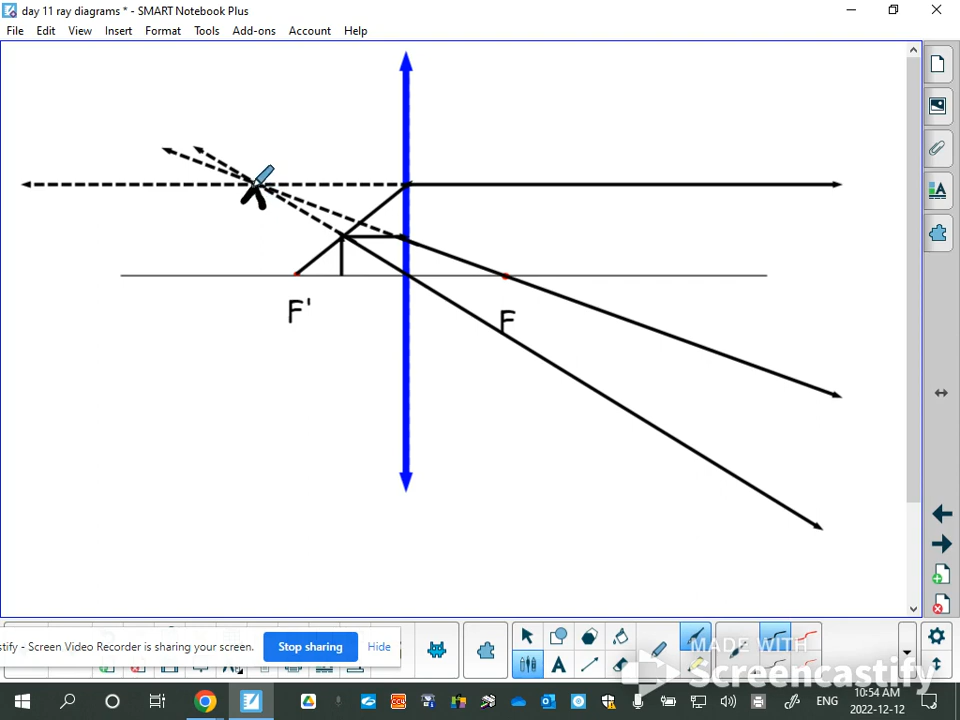 day 11 ray diagrams * - SMART Notebook Plus
File Edit View Insert Format Tools Add-ons Account Help
F'
F
stify - Screen Video Recorder is sharing your screen.
Stop sharing
Hide
MADE WITH
Screencastify
ENG
10:54 AM
2022-12-12